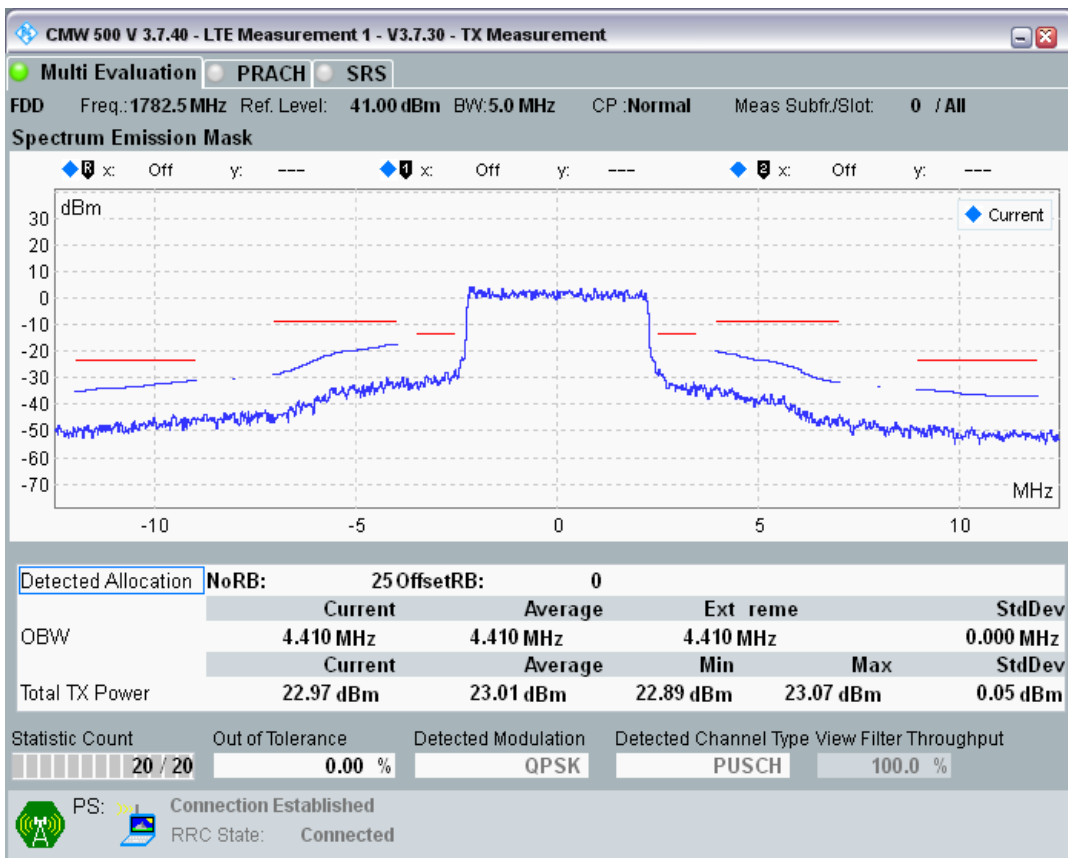 CMW 500 V 3.7.40 - LTE Measurement 1 - V3.7.30 - TX Measurement
Multi Evaluation PRACH SRS
FDD Freq.:1782.5 MHz Ref. Level: 41.00 dBm BW:5.0 MHz CP :Normal Meas Subfr./Slot: 0 / All
Spectrum Emission Mask
R x: Off y: --- 1 x: Off y: --- 2 x: Off y: ---
dBm
Current
30
20
10
0
-10
-20
-30
-40
-50
-60
-70
MHz
-10 -5 0 5 10
Detected Allocation NoRB: 25 OffsetRB: 0
Current Average Ext reme StdDev
OBW 4.410 MHz 4.410 MHz 4.410 MHz 0.000 MHz
Current Average Min Max StdDev
Total TX Power 22.97 dBm 23.01 dBm 22.89 dBm 23.07 dBm 0.05 dBm
Statistic Count Out of Tolerance Detected Modulation Detected Channel Type View Filter Throughput
20 / 20 0.00 % QPSK PUSCH 100.0 %
PS: Connection Established
RRC State: Connected